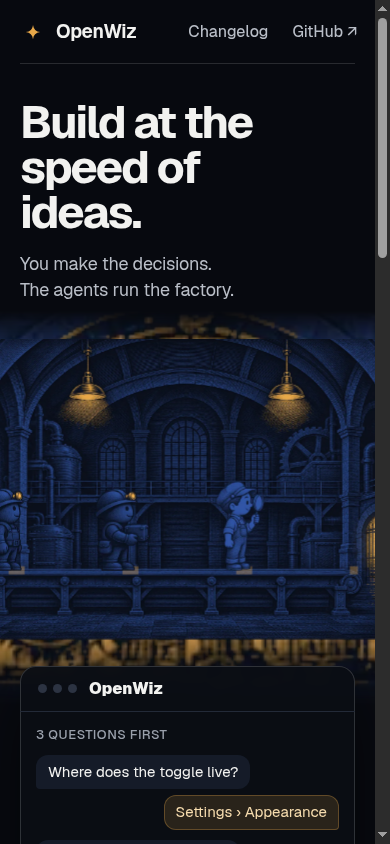 OpenWiz
Changelog
GitHub ↗
Build at the
speed of
ideas.
You make the decisions.
The agents run the factory.
OpenWiz
3 QUESTIONS FIRST
Where does the toggle live?
Settings › Appearance